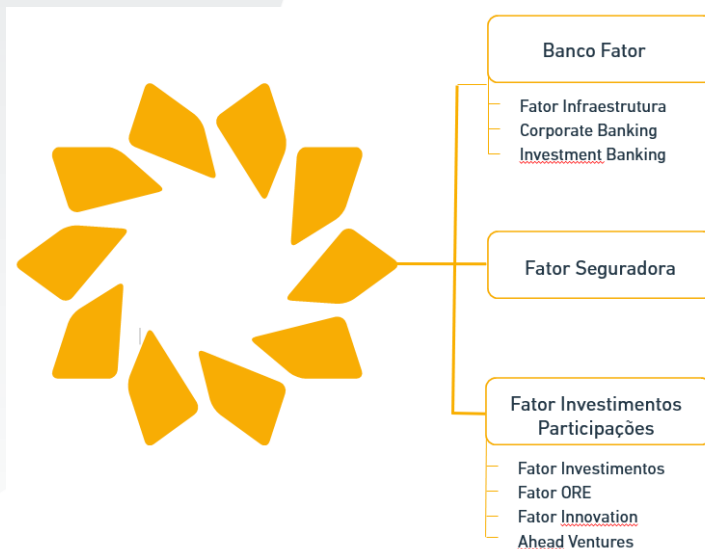 Banco Fator
Fator Infraestrutura
Corporate Banking
Investment Banking
Fator Seguradora
Fator Investimentos
Participações
Fator Investimentos
Fator ORE
Fator Innovation
Ahead Ventures